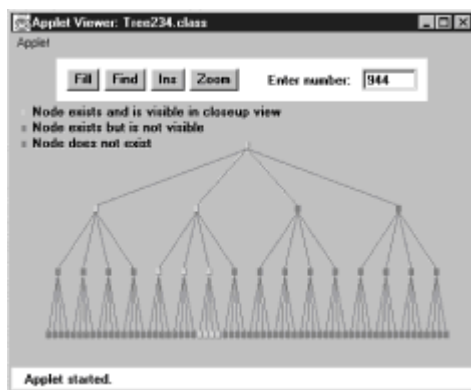 Applet Viewer: Tree234.class
Applet
Fill Find Ins Zoom Enter number: 944
Node exists and is visible in closeup view
Node exists but is not visible
Node does not exist
Applet started.